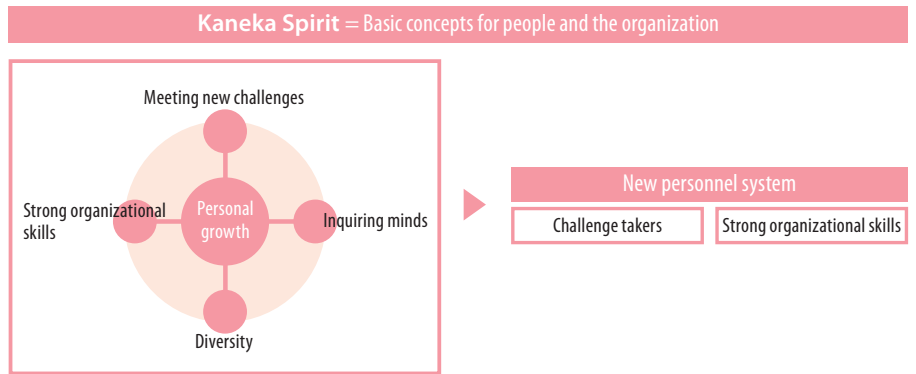 Kaneka Spirit = Basic concepts for people and the organization
Meeting new challenges
Strong organizational
skills
Personal
growth
Inquiring minds
Diversity
New personnel system
Challenge takers
Strong organizational skills